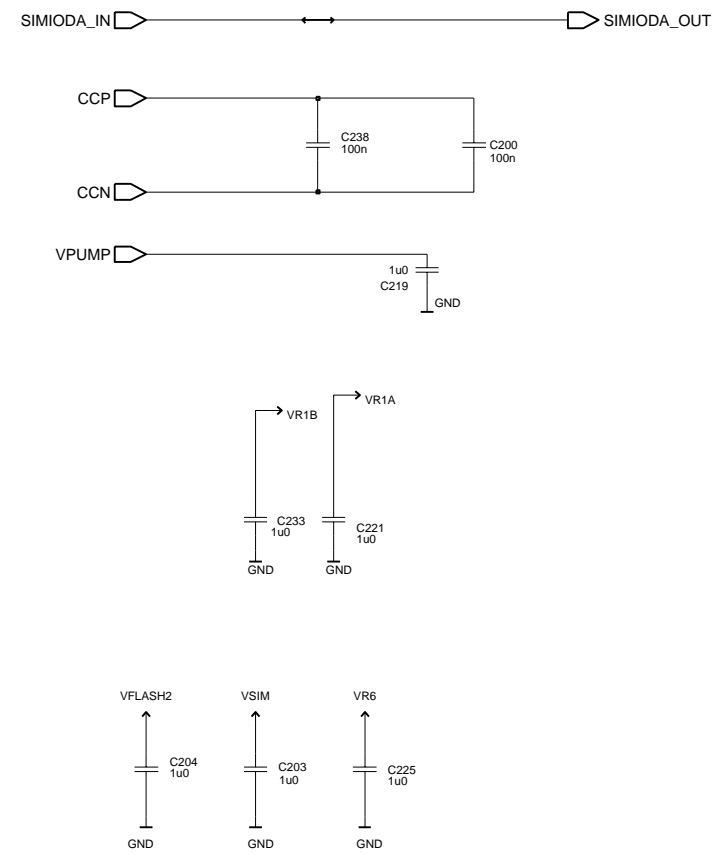 SIMIODA_IN
SIMIODA_OUT
CCP
C238
100n
C200
100n
CCN
VPUMP
1u0
C219
GND
VR1B
VR1A
C233
1u0
C221
1u0
GND
GND
VFLASH2
VSIM
VR6
C204
1u0
C203
1u0
C225
1u0
GND
GND
GND